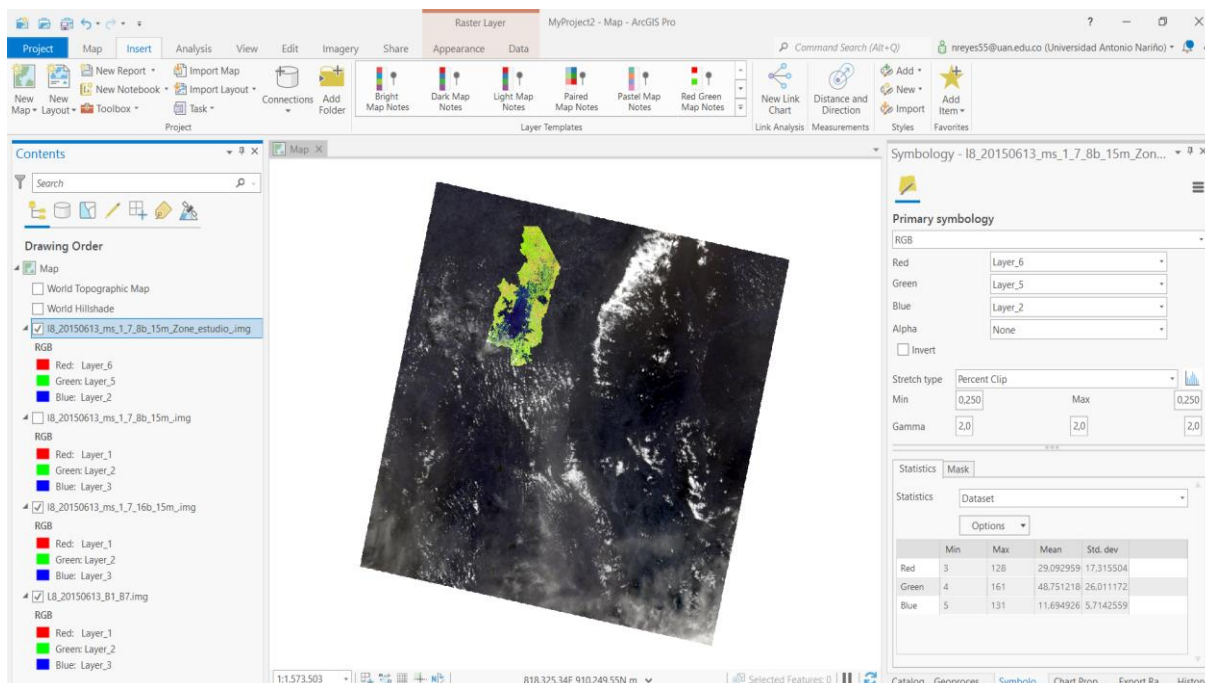 Raster Layer
MyProject2 - Map - ArcGIS Pro
?
Project Map Insert Analysis View Edit Imagery Share Appearance Data
Command Search (Alt+Q)
nreyes55@uan.edu.co (Universidad Antonio Nariño)
New Map
New Layout
New Report
New Notebook
Toolbox
Import Map
Import Layout
Task
Connections
Add Folder
Bright Map Notes
Dark Map Notes
Light Map Notes
Paired Map Notes
Pastel Map Notes
Red Green Map Notes
New Link Chart
Distance and Direction
Add
New
Import
Add Item
Project
Layer Templates
Link Analysis
Measurements
Styles
Favorites
Contents
Search
Drawing Order
Map
World Topographic Map
World Hillshade
l8_20150613_ms_1_7_8b_15m_Zone_estudio_.img
RGB
Red: Layer_6
Green: Layer_5
Blue: Layer_2
l8_20150613_ms_1_7_8b_15m_.img
RGB
Red: Layer_1
Green: Layer_2
Blue: Layer_3
l8_20150613_ms_1_7_16b_15m_.img
RGB
Red: Layer_1
Green: Layer_2
Blue: Layer_3
L8_20150613_B1_B7.img
RGB
Red: Layer_1
Green: Layer_2
Blue: Layer_3
Map
1:1.573.503
818.325,34E 910.249,55N m
Selected Features: 0
Symbology - l8_20150613_ms_1_7_8b_15m_Zon...
Primary symbology
RGB
Red Layer_6
Green Layer_5
Blue Layer_2
Alpha None
Invert
Stretch type Percent Clip
Min 0,250 Max 0,250
Gamma 2,0 2,0 2,0
Statistics Mask
Statistics Dataset
Options
Min Max Mean Std. dev
Red 3 128 29,092959 17,315504
Green 4 161 48,751218 26,011172
Blue 5 131 11,694926 5,7142559
Catalog Geoproces... Symbolo... Chart Prop... Export Ra...